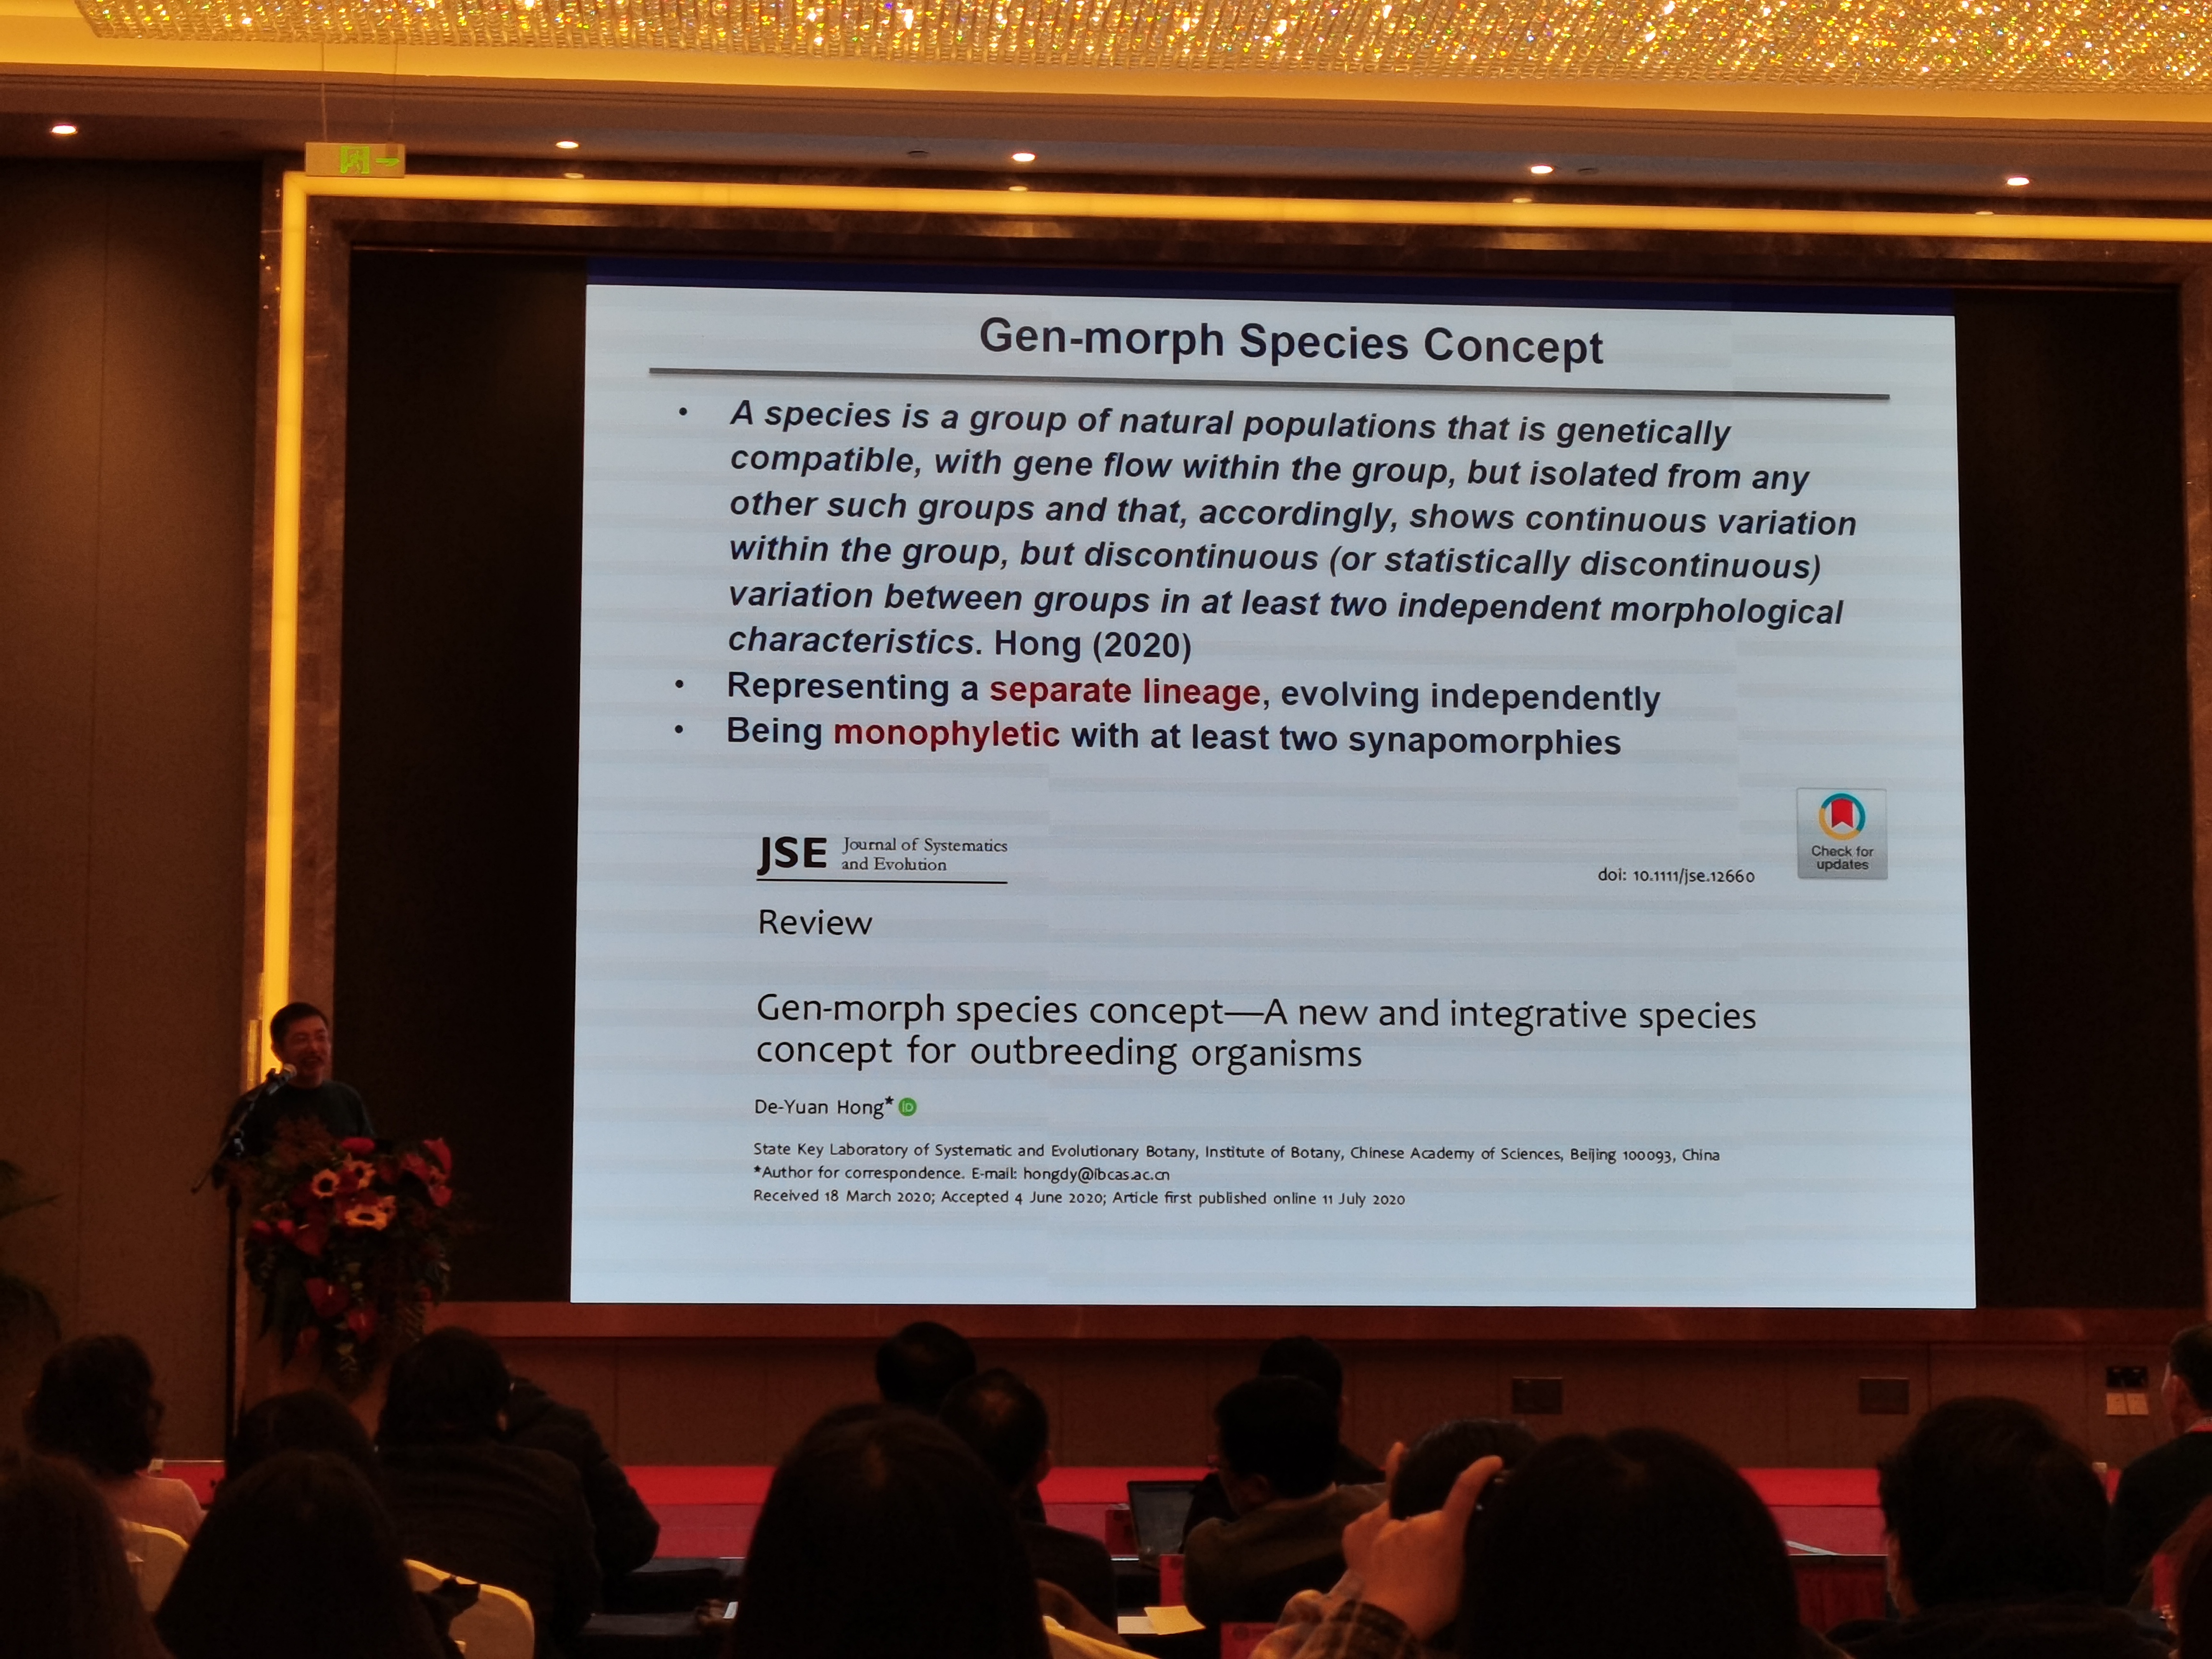 Gen-morph Species Concept
• A species is a group of natural populations that is genetically
compatible, with gene flow within the group, but isolated from any
other such groups and that, accordingly, shows continuous variation
within the group, but discontinuous (or statistically discontinuous)
variation between groups in at least two independent morphological
characteristics. Hong (2020)
• Representing a separate lineage, evolving independently
• Being monophyletic with at least two synapomorphies
JSE Journal of Systematics
and Evolution
doi: 10.1111/jse.12660
Check for
updates
Review
Gen-morph species concept—A new and integrative species
concept for outbreeding organisms
De-Yuan Hong* iD
State Key Laboratory of Systematic and Evolutionary Botany, Institute of Botany, Chinese Academy of Sciences, Beijing 100093, China
*Author for correspondence. E-mail: hongdy@ibcas.ac.cn
Received 18 March 2020; Accepted 4 June 2020; Article first published online 11 July 2020